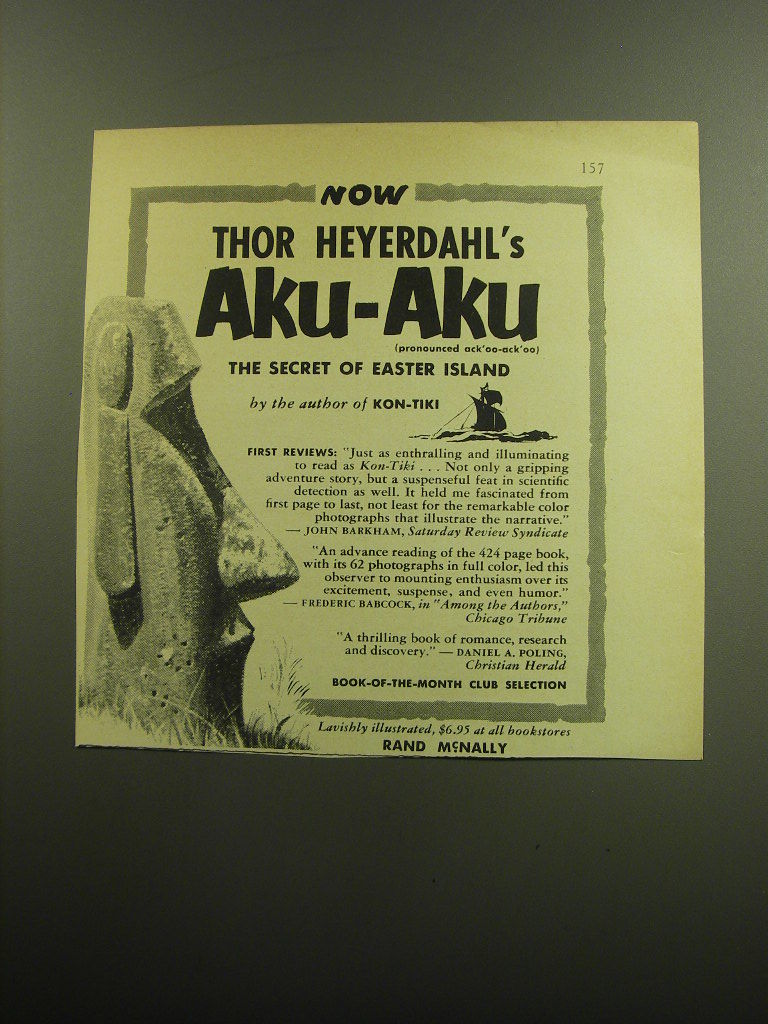 157
NOW
THOR HEYERDAHL's
AKU-AKU
(pronounced ack'oo-ack'oo)
THE SECRET OF EASTER ISLAND
by the author of KON-TIKI
FIRST REVIEWS: "Just as enthralling and illuminating
to read as Kon-Tiki . . . Not only a gripping
adventure story, but a suspenseful feat in scientific
detection as well. It held me fascinated from
first page to last, not least for the remarkable color
photographs that illustrate the narrative."
— JOHN BARKHAM, Saturday Review Syndicate
"An advance reading of the 424 page book,
with its 62 photographs in full color, led this
observer to mounting enthusiasm over its
excitement, suspense, and even humor."
— FREDERIC BABCOCK, in "Among the Authors,"
Chicago Tribune
"A thrilling book of romance, research
and discovery." — DANIEL A. POLING,
Christian Herald
BOOK-OF-THE-MONTH CLUB SELECTION
Lavishly illustrated, $6.95 at all bookstores
RAND McNALLY